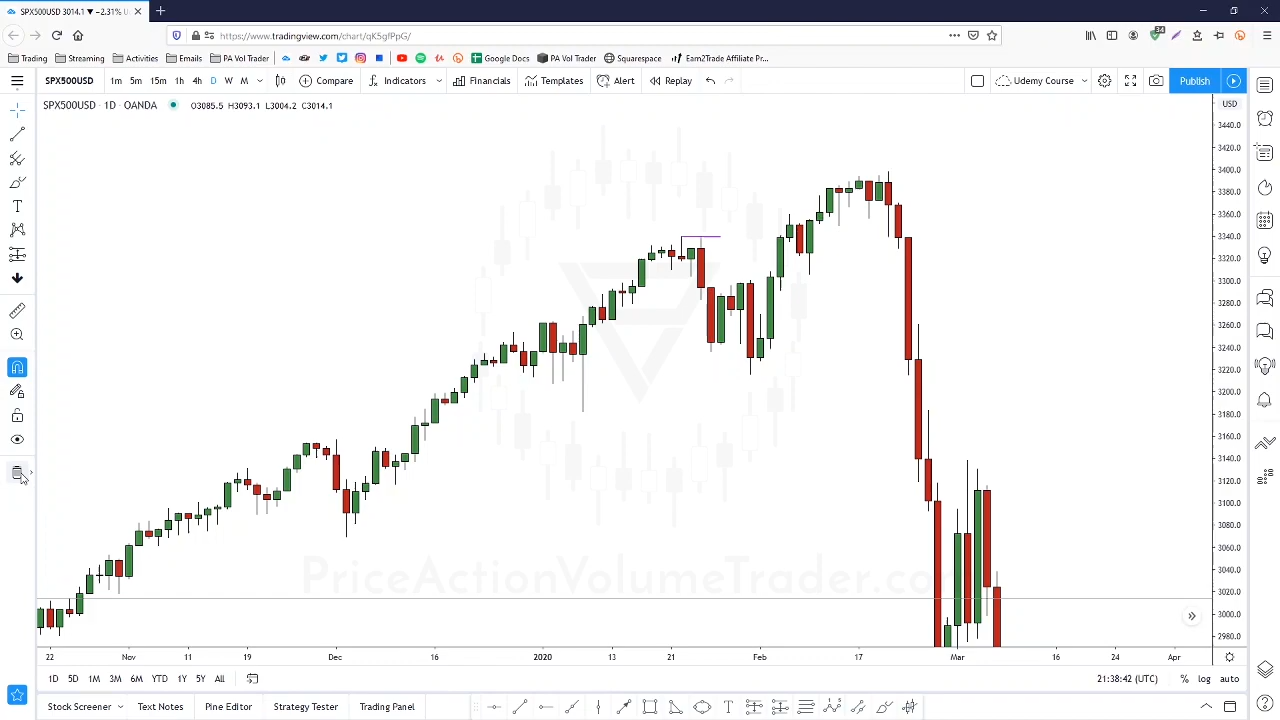 SPX500USD 3014.1 ▼ −2.31% U
https://www.tradingview.com/chart/qK5gfPpG/
34
Trading Streaming Activities Emails PA Vol Trader Google Docs PA Vol Trader Squarespace Earn2Trade Affiliate Pr...
SPX500USD 1m 5m 15m 1h 4h D W M Compare Indicators Financials Templates Alert Replay Udemy Course Publish
SPX500USD · 1D · OANDA O3085.5 H3093.1 L3004.2 C3014.1
USD
3440.0
3420.0
3400.0
3380.0
3360.0
3340.0
3320.0
3300.0
3280.0
3260.0
3240.0
3220.0
3200.0
3180.0
3160.0
3140.0
3120.0
3100.0
3080.0
3060.0
3040.0
3020.0
3000.0
2980.0
PriceActionVolumeTrader.com
22 Nov 11 19 Dec 16 2020 13 21 Feb 17 Mar 16 24 Apr
1D 5D 1M 3M 6M YTD 1Y 5Y All 21:38:42 (UTC) % log auto
Stock Screener Text Notes Pine Editor Strategy Tester Trading Panel